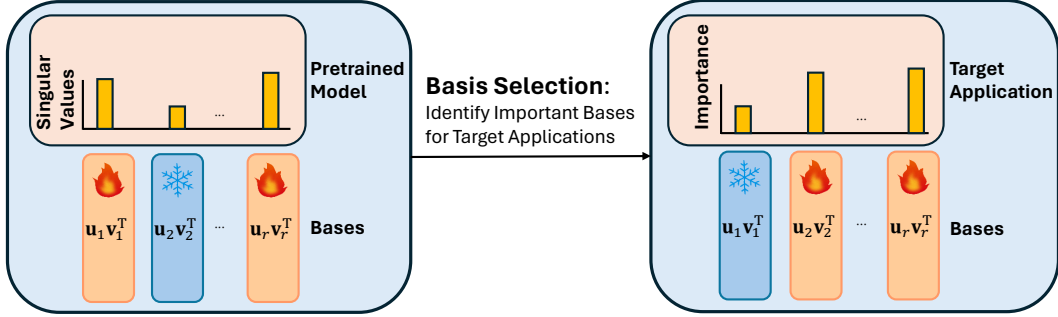 Singular
Values
Pretrained
Model
...
𝐮₁𝐯₁ᵀ
𝐮₂𝐯₂ᵀ
...
𝐮ᵣ𝐯ᵣᵀ
Bases
Basis Selection:
Identify Important Bases
for Target Applications
Importance
Target
Application
...
𝐮₁𝐯₁ᵀ
𝐮₂𝐯₂ᵀ
...
𝐮ᵣ𝐯ᵣᵀ
Bases